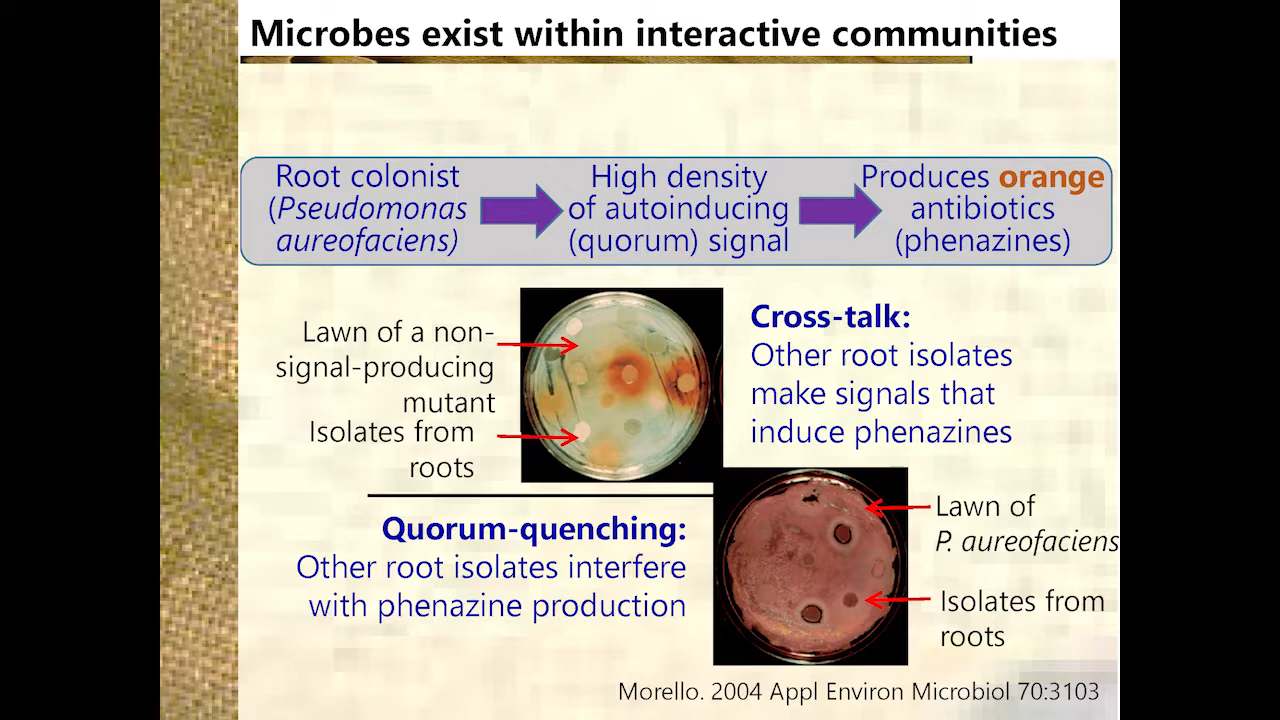 Microbes exist within interactive communities
Root colonist
(Pseudomonas
aureofaciens)
High density
of autoinducing
(quorum) signal
Produces orange
antibiotics
(phenazines)
Lawn of a non-
signal-producing
mutant
Isolates from
roots
Cross-talk:
Other root isolates
make signals that
induce phenazines
Quorum-quenching:
Other root isolates interfere
with phenazine production
Lawn of
P. aureofaciens
Isolates from
roots
Morello. 2004 Appl Environ Microbiol 70:3103